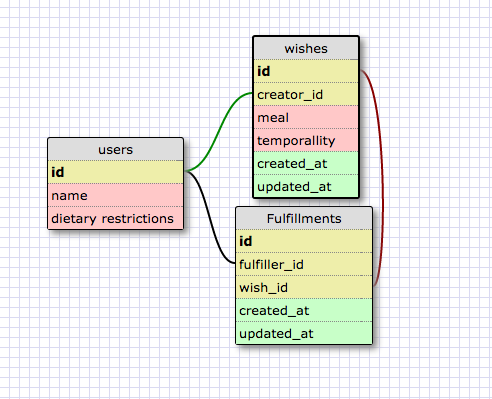 wishes
id
creator_id
meal
temporallity
created_at
updated_at
users
id
name
dietary restrictions
Fulfillments
id
fulfiller_id
wish_id
created_at
updated_at